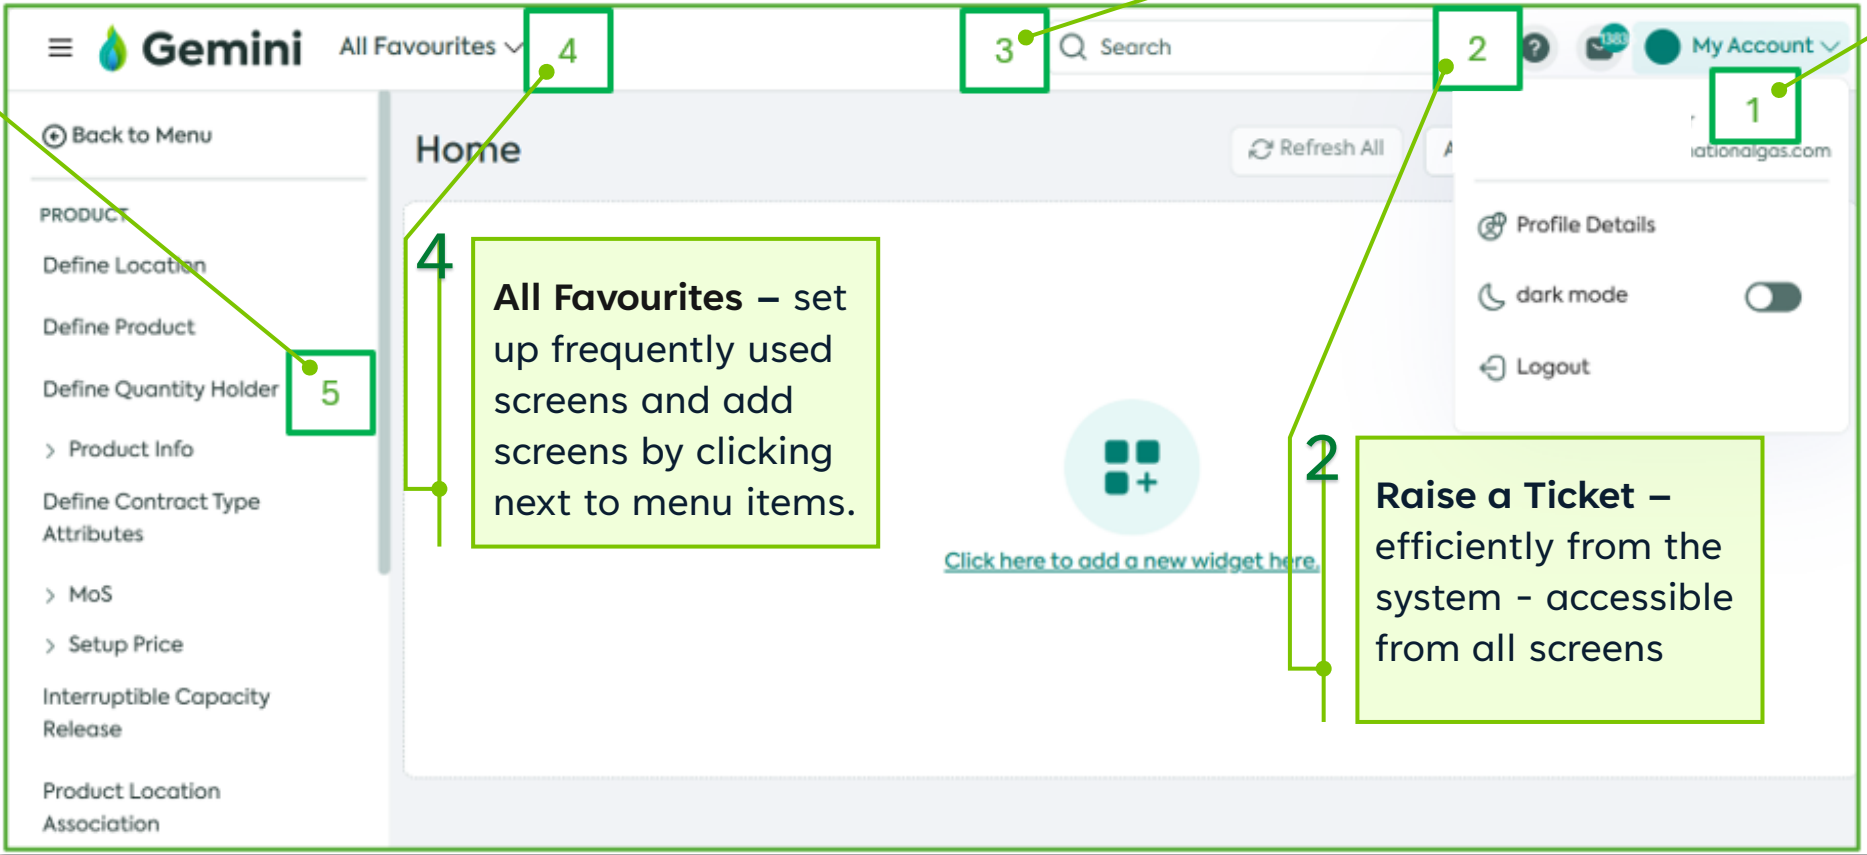 Gemini
All Favourites
4
3
Search
2
?
1383
My Account
1
ationalgas.com
Back to Menu
Home
Refresh All
A
PRODUCT
Define Location
Define Product
Define Quantity Holder
5
Product Info
Define Contract Type
Attributes
MoS
Setup Price
Interruptible Capacity
Release
Product Location
Association
4
All Favourites – set
up frequently used
screens and add
screens by clicking
next to menu items.
Click here to add a new widget here.
Profile Details
dark mode
Logout
2
Raise a Ticket –
efficiently from the
system - accessible
from all screens